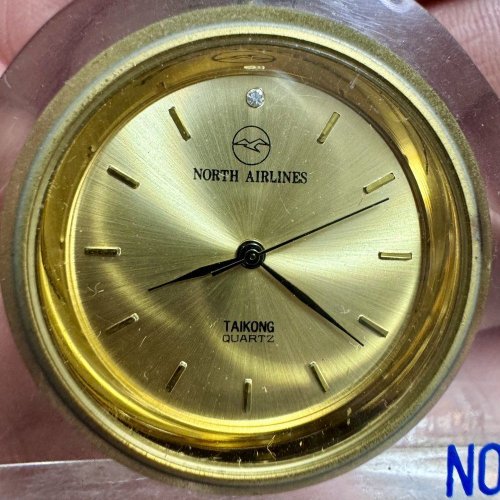 NORTH AIRLINES
TAIKONG
QUARTZ
NO